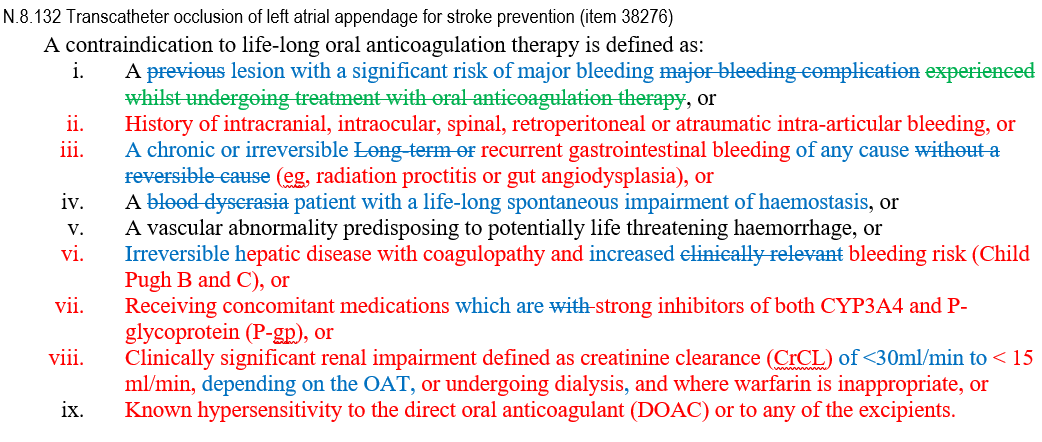 N.8.132 Transcatheter occlusion of left atrial appendage for stroke prevention (item 38276)
A contraindication to life-long oral anticoagulation therapy is defined as:
i. A previous lesion with a significant risk of major bleeding major bleeding complication experienced
whilst undergoing treatment with oral anticoagulation therapy, or
ii. History of intracranial, intraocular, spinal, retroperitoneal or atraumatic intra-articular bleeding, or
iii. A chronic or irreversible Long-term or recurrent gastrointestinal bleeding of any cause without a
reversible cause (eg, radiation proctitis or gut angiodysplasia), or
iv. A blood dyscrasia patient with a life-long spontaneous impairment of haemostasis, or
v. A vascular abnormality predisposing to potentially life threatening haemorrhage, or
vi. Irreversible hepatic disease with coagulopathy and increased clinically relevant bleeding risk (Child
Pugh B and C), or
vii. Receiving concomitant medications which are with strong inhibitors of both CYP3A4 and P-
glycoprotein (P-gp), or
viii. Clinically significant renal impairment defined as creatinine clearance (CrCL) of <30ml/min to < 15
ml/min, depending on the OAT, or undergoing dialysis, and where warfarin is inappropriate, or
ix. Known hypersensitivity to the direct oral anticoagulant (DOAC) or to any of the excipients.